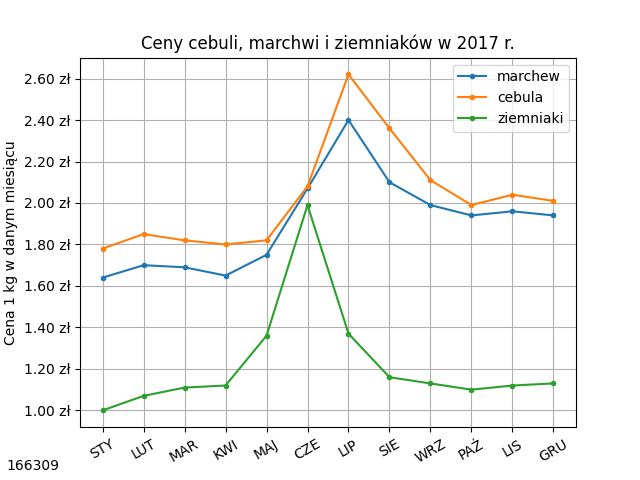 Ceny cebuli, marchwi i ziemniaków w 2017 r.
Cena 1 kg w danym miesiącu
2.60 zł
2.40 zł
2.20 zł
2.00 zł
1.80 zł
1.60 zł
1.40 zł
1.20 zł
1.00 zł
marchew
cebula
ziemniaki
STY LUT MAR KWI MAJ CZE LIP SIE WRZ PAŹ LIS GRU
166309